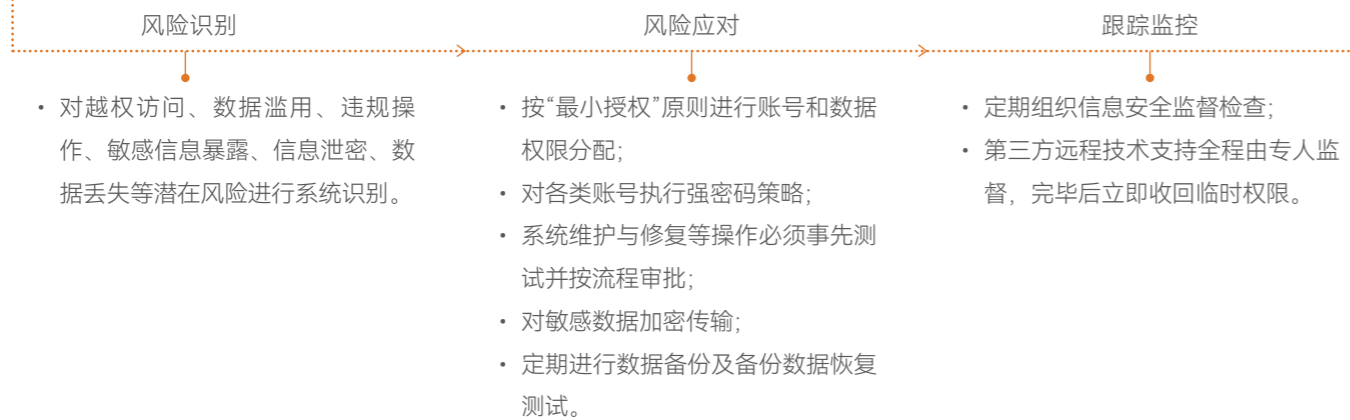 风险识别
• 对越权访问、数据滥用、违规操
作、敏感信息暴露、信息泄密、数
据丢失等潜在风险进行系统识别。
风险应对
• 按“最小授权”原则进行账号和数据
权限分配;
• 对各类账号执行强密码策略;
• 系统维护与修复等操作必须事先测
试并按流程审批;
• 对敏感数据加密传输;
• 定期进行数据备份及备份数据恢复
测试。
跟踪监控
• 定期组织信息安全监督检查;
• 第三方远程技术支持全程由专人监
督，完毕后立即收回临时权限。